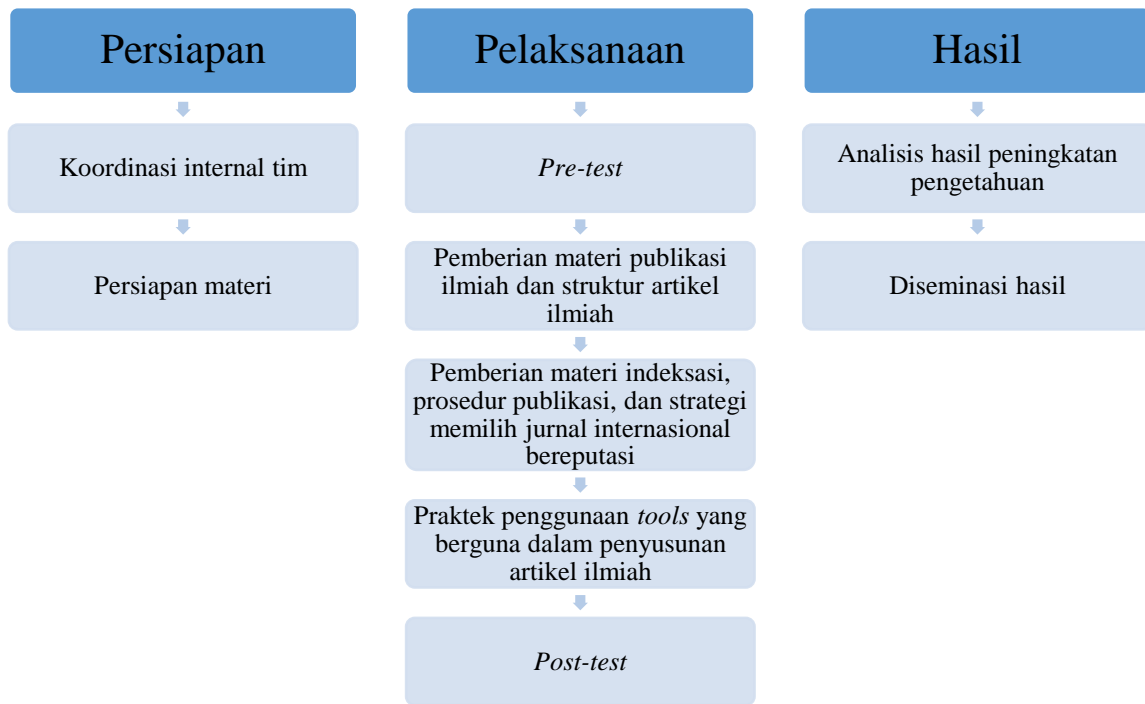 Persiapan
Koordinasi internal tim
Persiapan materi
Pelaksanaan
Pre-test
Pemberian materi publikasi
ilmiah dan struktur artikel
ilmiah
Pemberian materi indeksasi,
prosedur publikasi, dan strategi
memilih jurnal internasional
bereputasi
Praktek penggunaan tools yang
berguna dalam penyusunan
artikel ilmiah
Post-test
Hasil
Analisis hasil peningkatan
pengetahuan
Diseminasi hasil